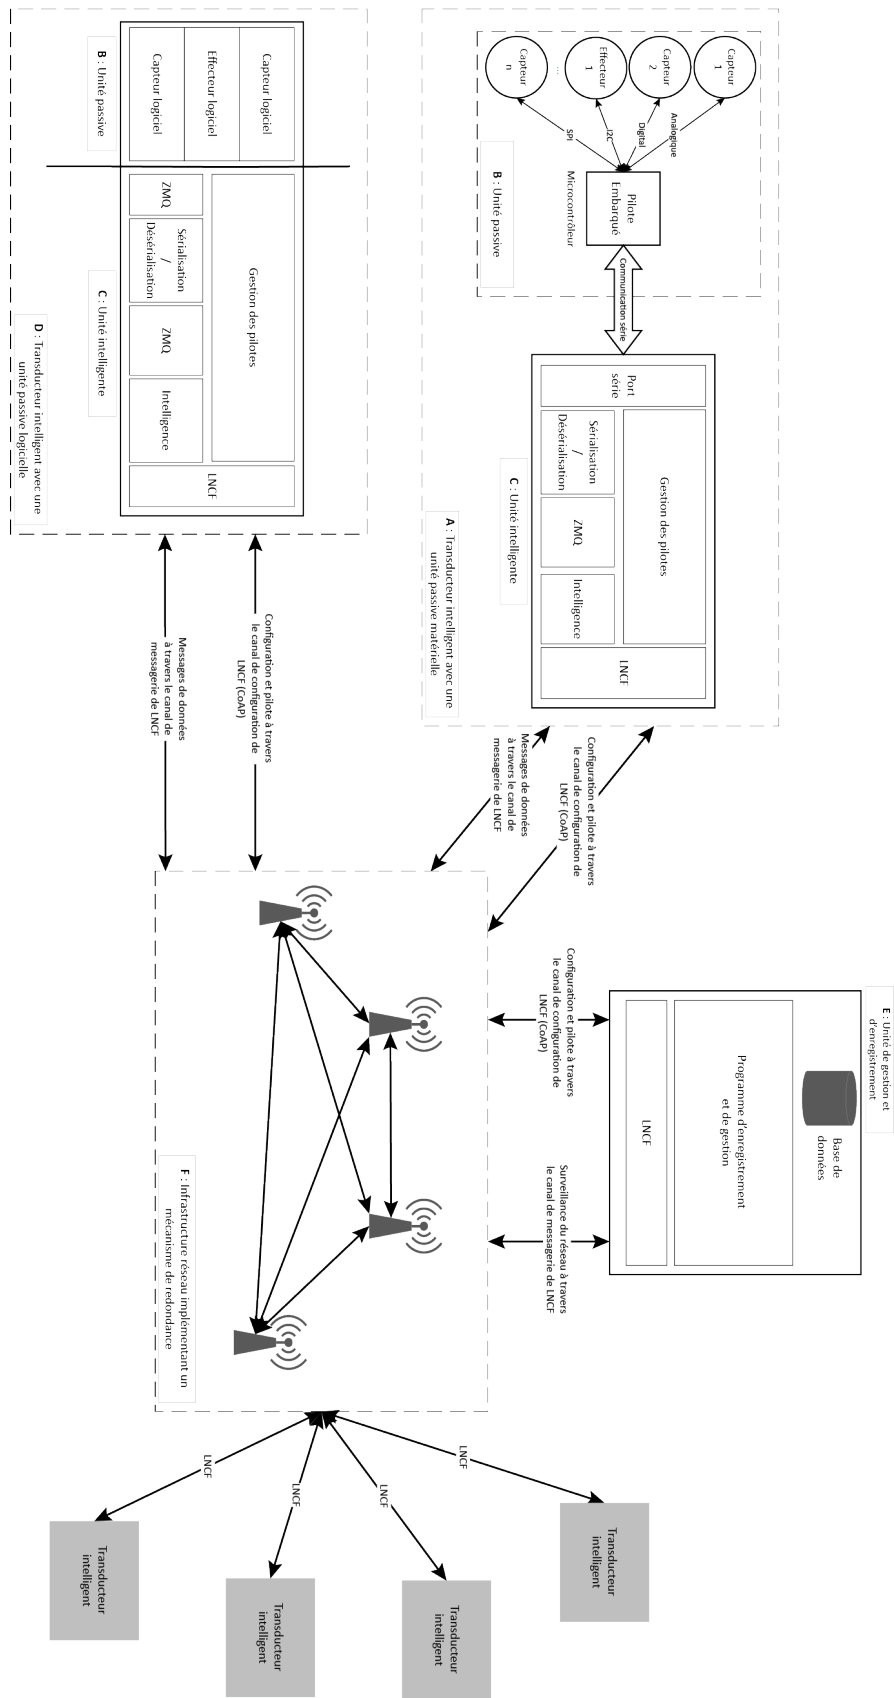 Capteur
1
Capteur
2
Effecteur
1
...
Capteur
n
Analogique
Digital
I2C
SPI
Pilote
Embarqué
Microcontrôleur
B : Unité passive
Communication série
Port
série
Gestion des pilotes
Sérialisation
/
Désérialisation
ZMQ
Intelligence
LNCF
C : Unité intelligente
A : Transducteur intelligent avec une
unité passive matérielle
Capteur logiciel
Effecteur logiciel
Capteur logiciel
B : Unité passive
Gestion des pilotes
ZMQ
Sérialisation
/
Désérialisation
ZMQ
Intelligence
LNCF
C : Unité intelligente
D : Transducteur intelligent avec une
unité passive logicielle
Configuration et pilote à travers
le canal de configuration de
LNCF (CoAP)
Messages de données
à travers le canal de
messagerie de LNCF
Configuration et pilote à travers
le canal de configuration de
LNCF (CoAP)
Messages de données
à travers le canal de
messagerie de LNCF
E : Unité de gestion et
d'enregistrement
Base de
données
Programme d'enregistrement
et de gestion
LNCF
Configuration et pilote à travers
le canal de configuration de
LNCF (CoAP)
Surveillance du réseau à travers
le canal de messagerie de LNCF
F : Infrastructure réseau implémentant un
mécanisme de redondance
LNCF
LNCF
LNCF
LNCF
Transducteur
intelligent
Transducteur
intelligent
Transducteur
intelligent
Transducteur
intelligent